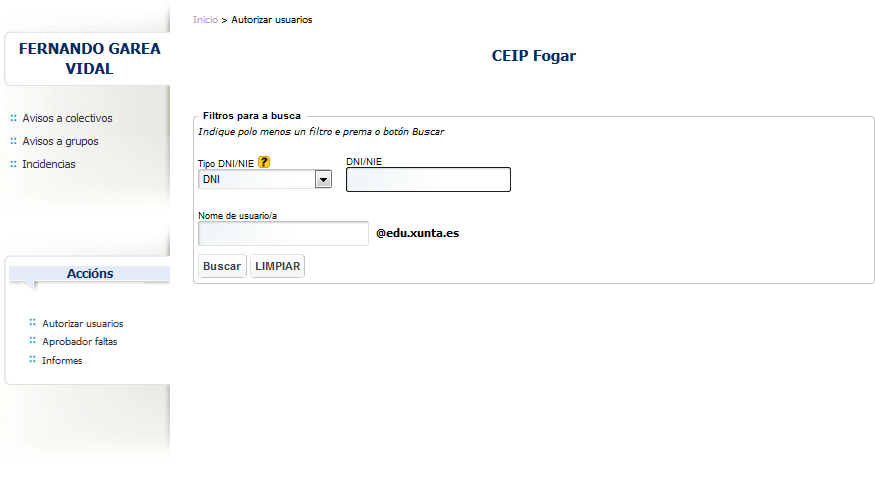 Inicio > Autorizar usuarios
FERNANDO GAREA
VIDAL
CEIP Fogar
Avisos a colectivos
Avisos a grupos
Incidencias
Filtros para a busca
Indique polo menos un filtro e prema o botón Buscar
Tipo DNI/NIE ?
DNI/NIE
DNI
Nome de usuario/a
@edu.xunta.es
Buscar LIMPIAR
Accións
Autorizar usuarios
Aprobador faltas
Informes